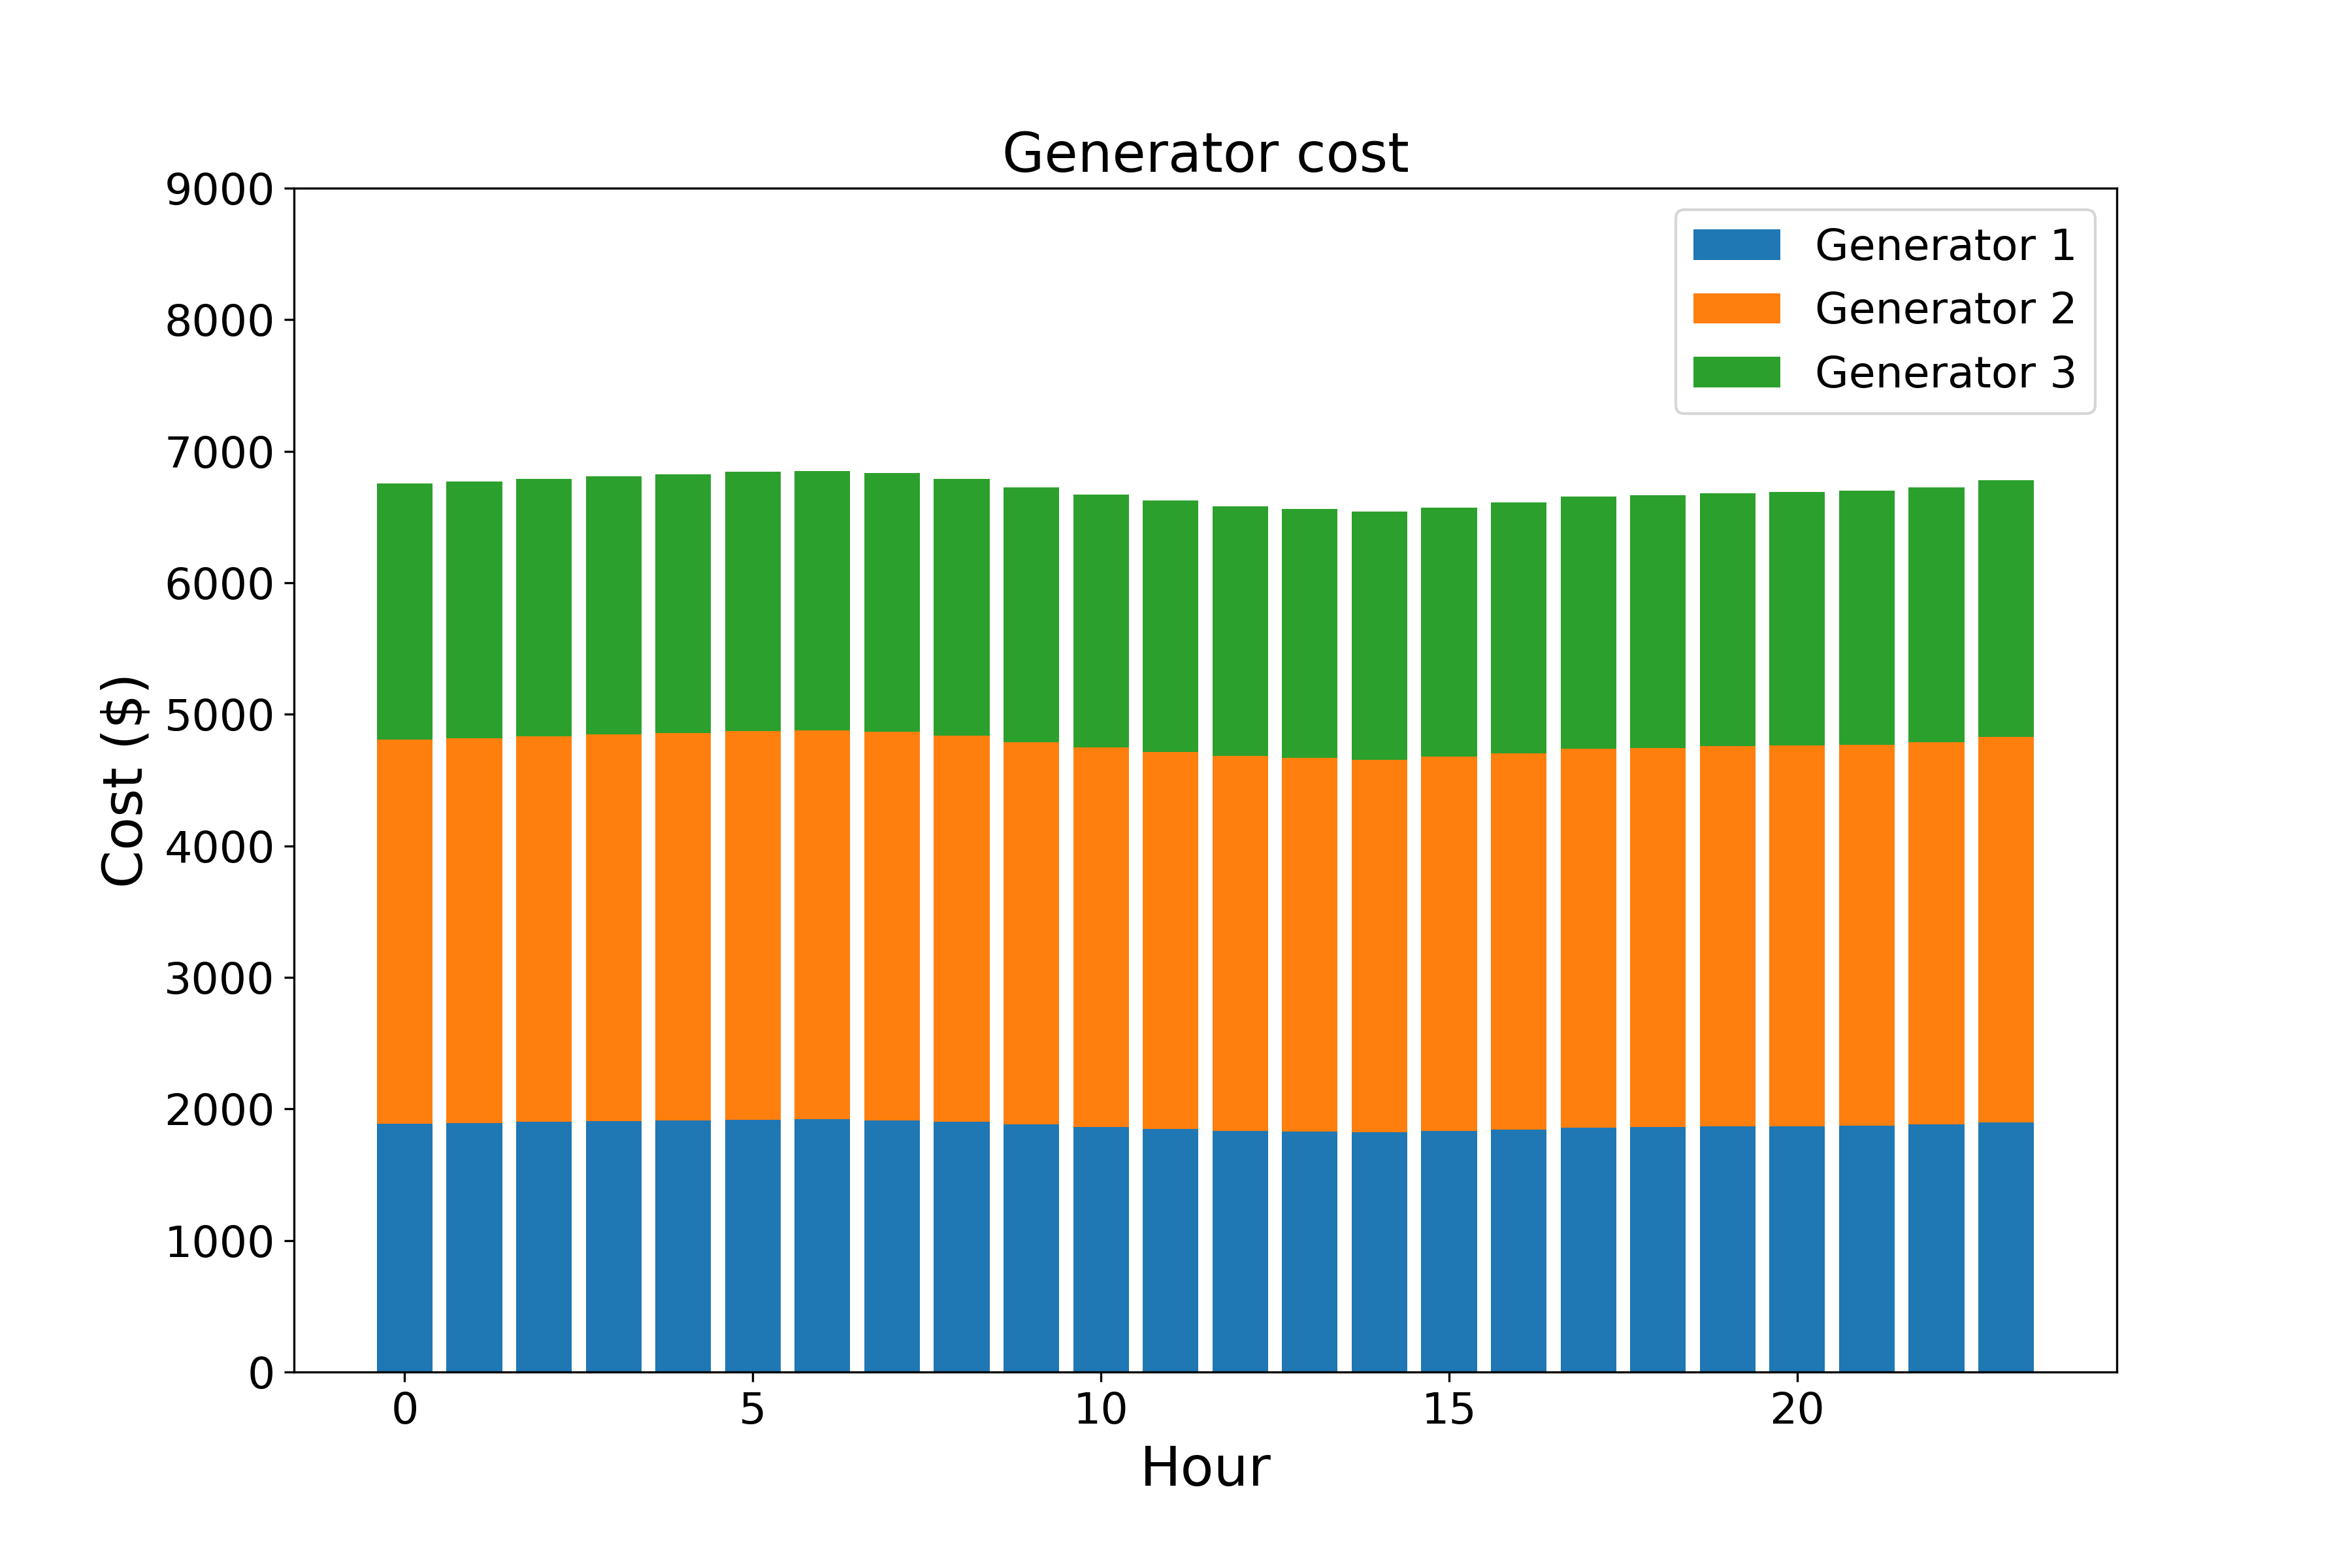 Generator cost
9000
8000
7000
6000
5000
4000
3000
2000
1000
0
Cost ($)
Generator 1
Generator 2
Generator 3
0 5 10 15 20
Hour